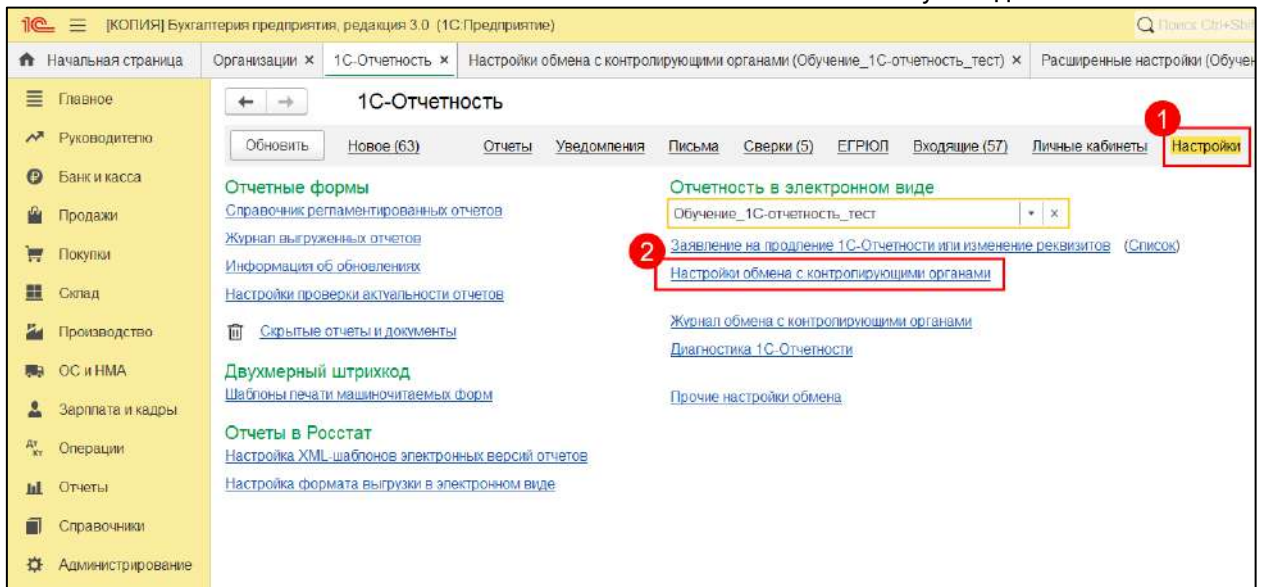 1С [КОПИЯ] Бухгалтерия предприятия, редакция 3.0 (1С:Предприятие) Поиск Ctrl+Shif
Начальная страница Организации × 1С-Отчетность × Настройки обмена с контролирующими органами (Обучение_1С-отчетность_тест) × Расширенные настройки (Обучен
Главное
Руководителю
Банк и касса
Продажи
Покупки
Склад
Производство
ОС и НМА
Зарплата и кадры
Операции
Отчеты
Справочники
Администрирование
1С-Отчетность
1
Обновить Новое (63) Отчеты Уведомления Письма Сверки (5) ЕГРЮЛ Входящие (57) Личные кабинеты Настройки
Отчетные формы
Справочник регламентированных отчетов
Журнал выгруженных отчетов
Информация об обновлениях
Настройки проверки актуальности отчетов
Скрытые отчеты и документы
Двухмерный штрихкод
Шаблоны печати машиночитаемых форм
Отчеты в Росстат
Настройка XML-шаблонов электронных версий отчетов
Настройка формата выгрузки в электронном виде
Отчетность в электронном виде
Обучение_1С-отчетность_тест
Заявление на продление 1С-Отчетности или изменение реквизитов (Список)
2
Настройки обмена с контролирующими органами
Журнал обмена с контролирующими органами
Диагностика 1С-Отчетности
Прочие настройки обмена